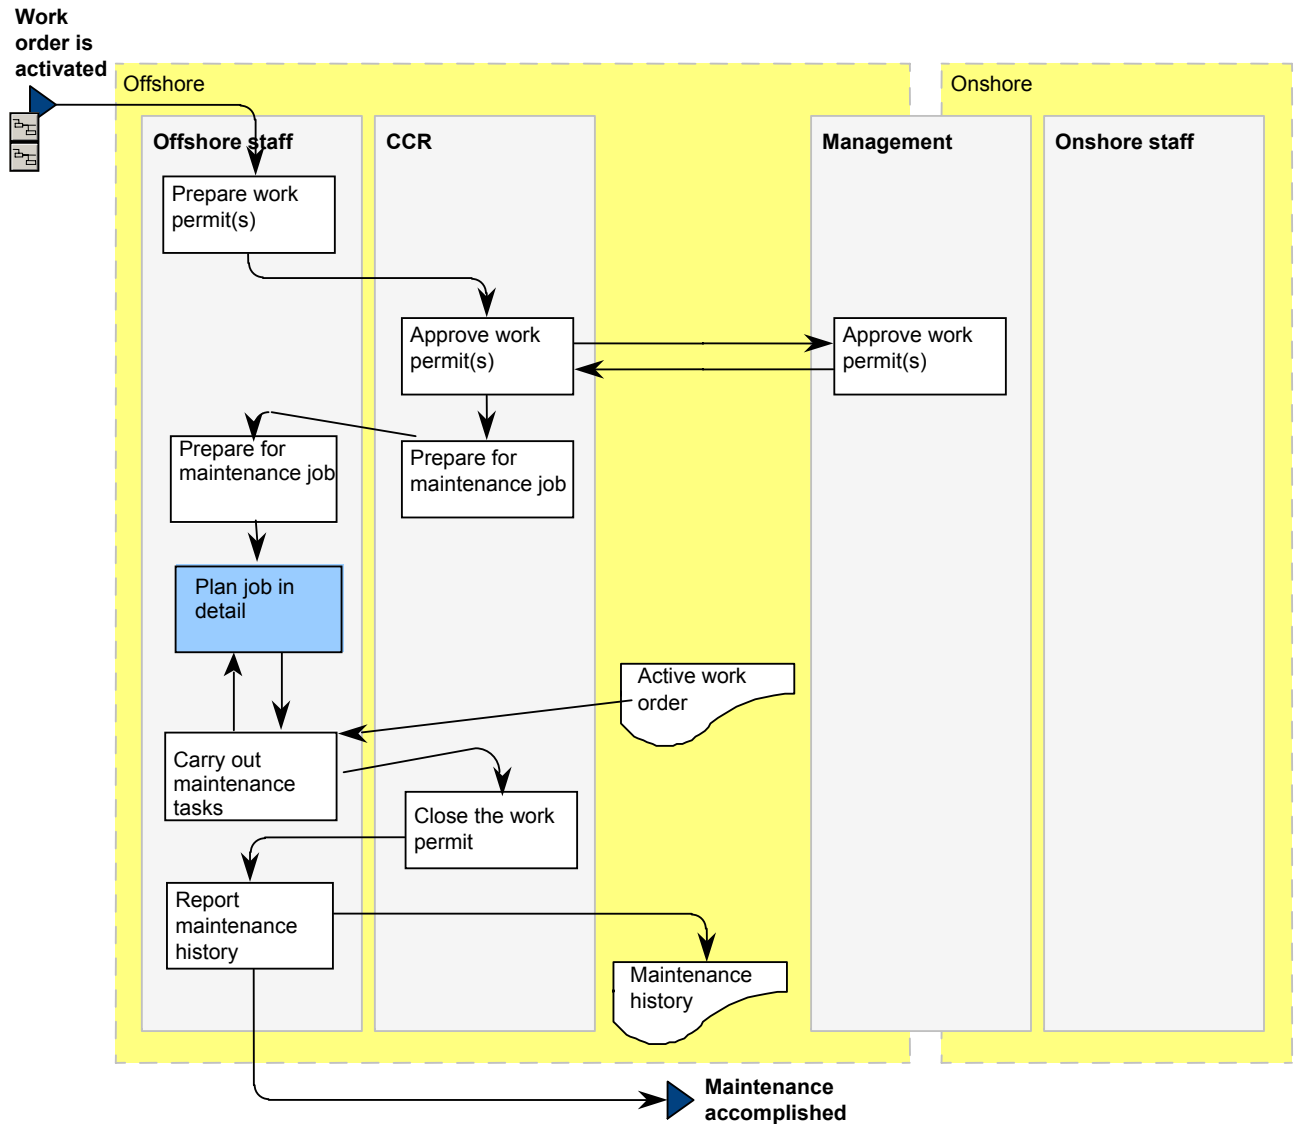 Work
order is
activated
Offshore
Onshore
Offshore staff
CCR
Management
Onshore staff
Prepare work
permit(s)
Approve work
permit(s)
Approve work
permit(s)
Prepare for
maintenance job
Prepare for
maintenance job
Plan job in
detail
Active work
order
Carry out
maintenance
tasks
Close the work
permit
Report
maintenance
history
Maintenance
history
Maintenance
accomplished